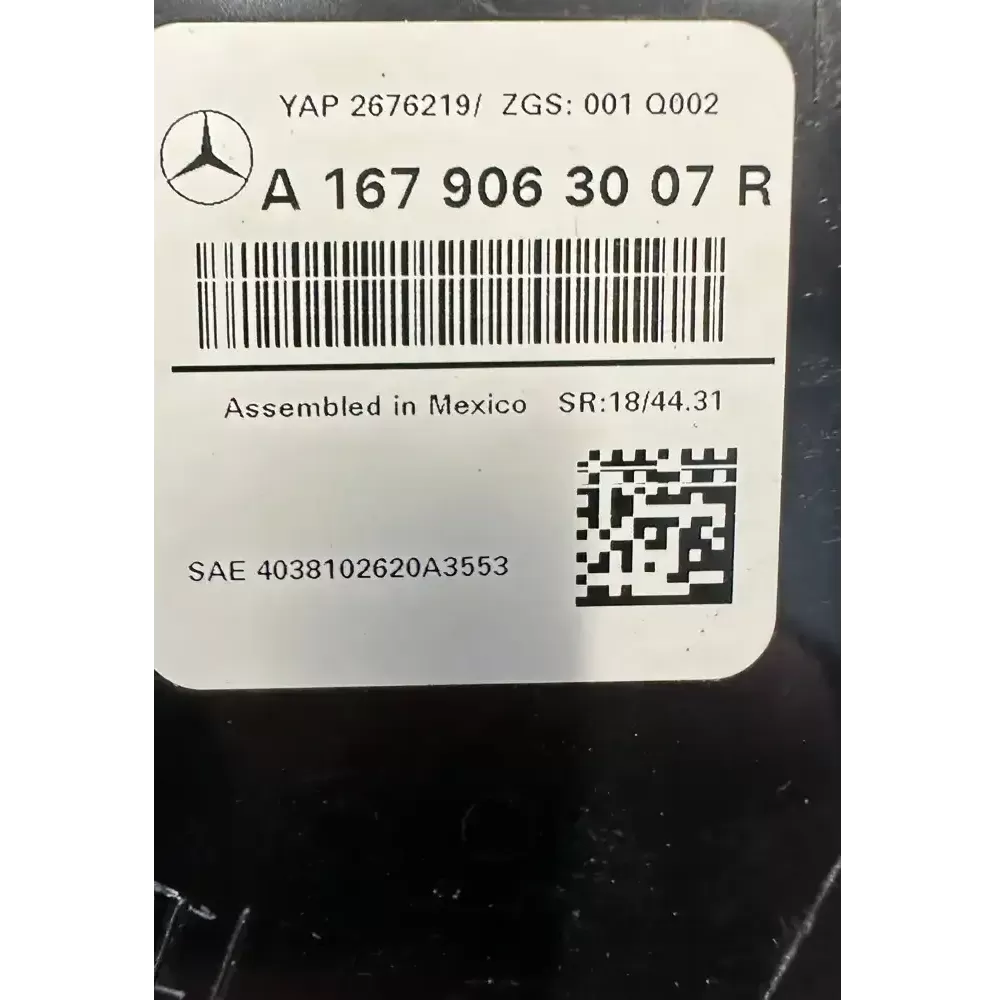 YAP 2676219/ ZGS: 001 Q002
A 167 906 30 07 R
Assembled in Mexico SR:18/44.31
SAE 4038102620A3553